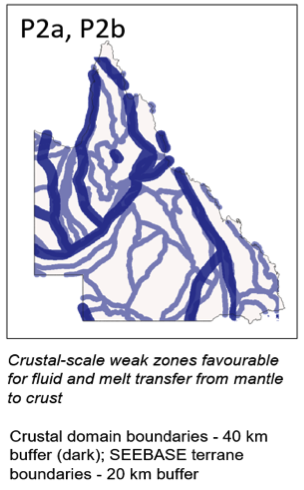 P2a, P2b
Crustal-scale weak zones favourable
for fluid and melt transfer from mantle
to crust
Crustal domain boundaries - 40 km
buffer (dark); SEEBASE terrane
boundaries - 20 km buffer